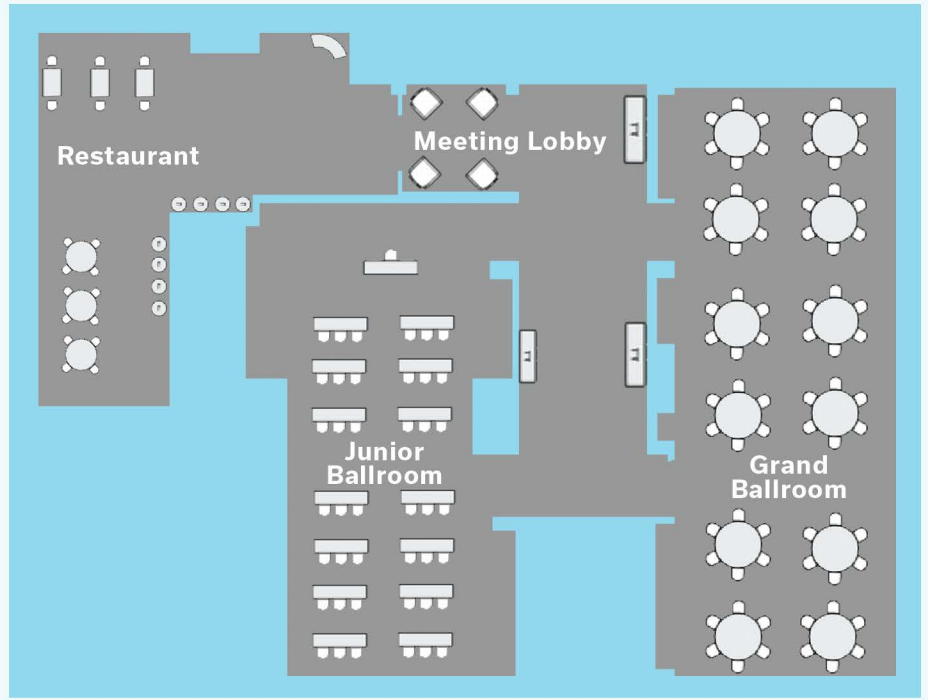 Meeting Lobby
Restaurant
Junior
Ballroom
Grand
Ballroom